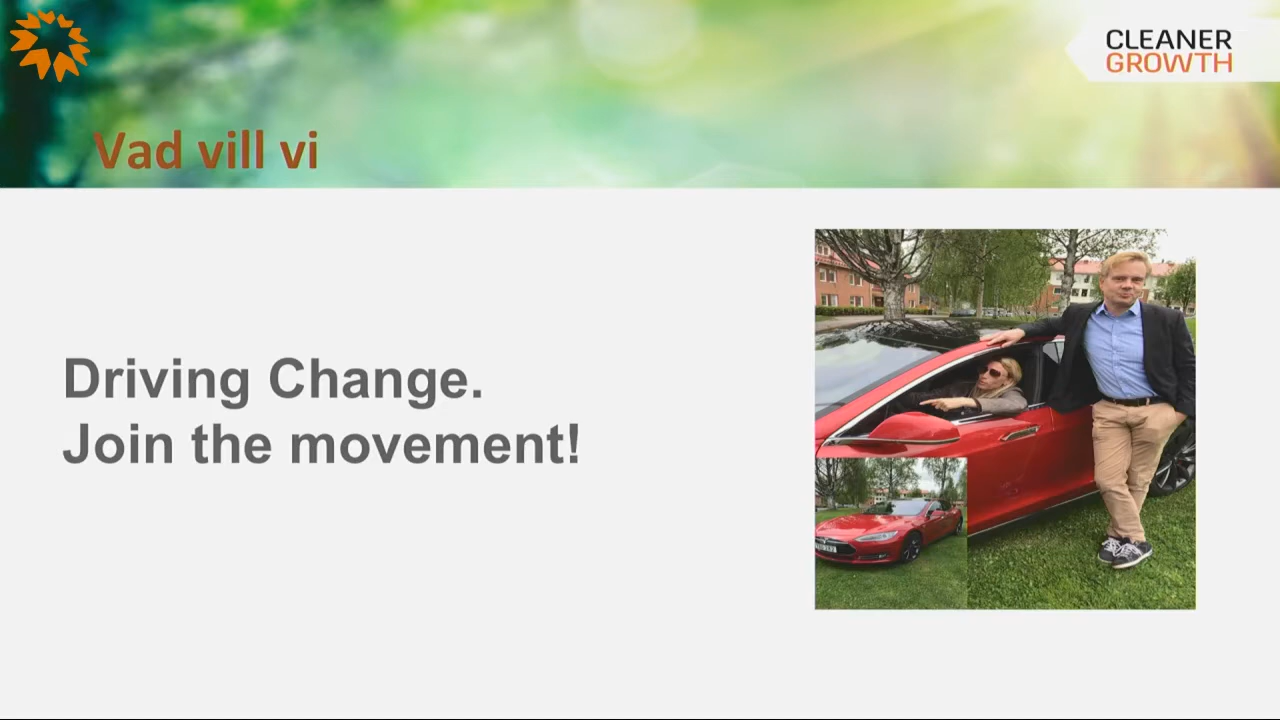 CLEANER
GROWTH
Vad vill vi
Driving Change.
Join the movement!